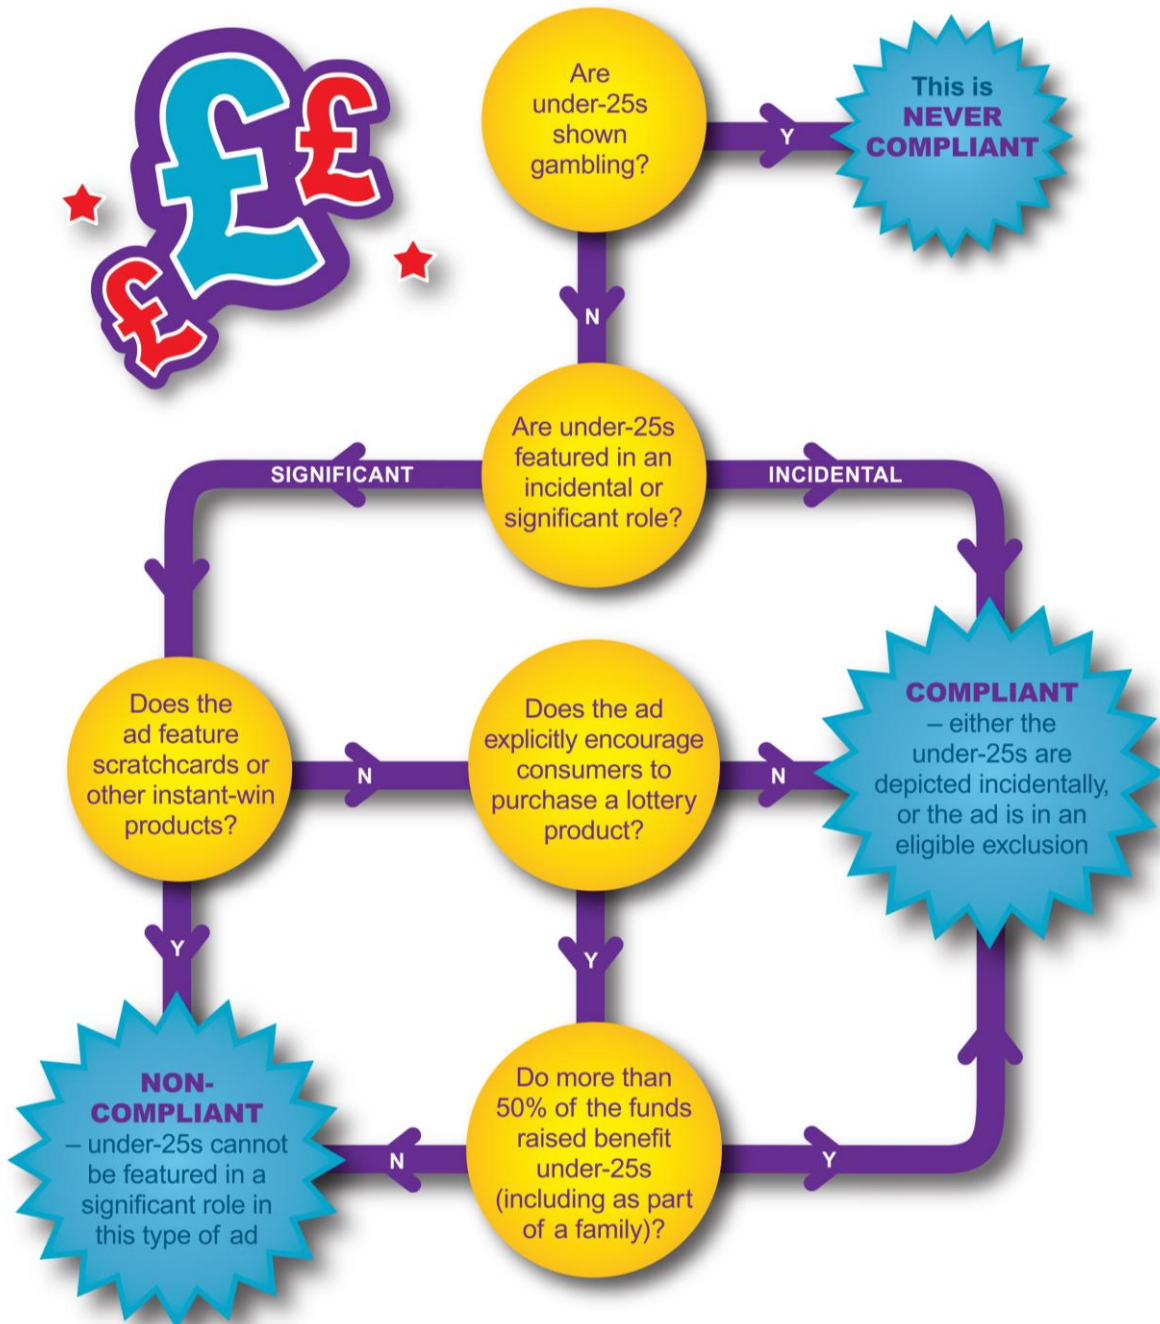 Are
under-25s
shown
gambling?
Y
This is
NEVER
COMPLIANT
N
Are under-25s
featured in an
incidental or
significant role?
SIGNIFICANT
INCIDENTAL
Does the
ad feature
scratchcards or
other instant-win
products?
N
Does the ad
explicitly encourage
consumers to
purchase a lottery
product?
N
COMPLIANT
– either the
under-25s are
depicted incidentally,
or the ad is in an
eligible exclusion
Y
Y
NON-
COMPLIANT
– under-25s cannot
be featured in a
significant role in
this type of ad
N
Do more than
50% of the funds
raised benefit
under-25s
(including as part
of a family)?
Y
£
£
£